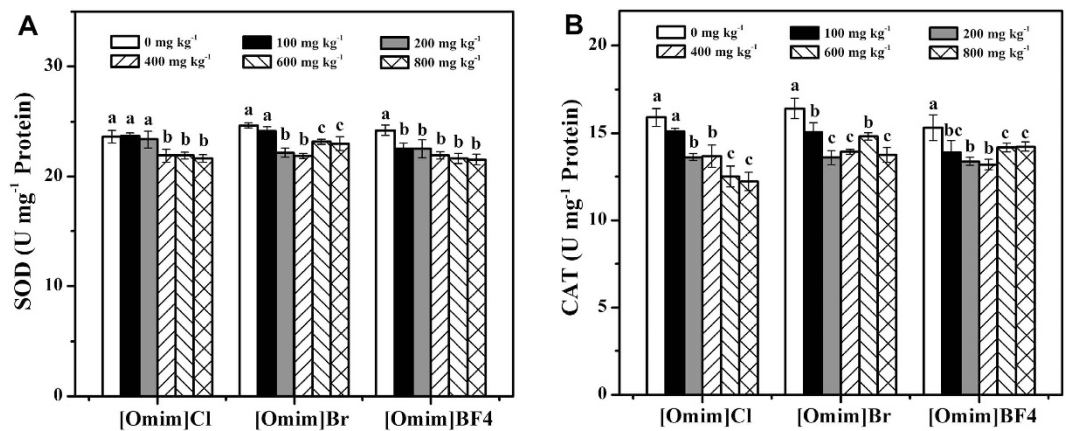 A
0 mg kg⁻¹ 100 mg kg⁻¹ 200 mg kg⁻¹
400 mg kg⁻¹ 600 mg kg⁻¹ 800 mg kg⁻¹
SOD (U mg⁻¹ Protein)
30
20
10
0
a a a b b b
a a b b c c
a b b b b b
[Omim]Cl [Omim]Br [Omim]BF4
B
0 mg kg⁻¹ 100 mg kg⁻¹ 200 mg kg⁻¹
400 mg kg⁻¹ 600 mg kg⁻¹ 800 mg kg⁻¹
CAT (U mg⁻¹ Protein)
20
15
10
5
0
a a b b c c
a b c c b c
a bc b b c c
[Omim]Cl [Omim]Br [Omim]BF4